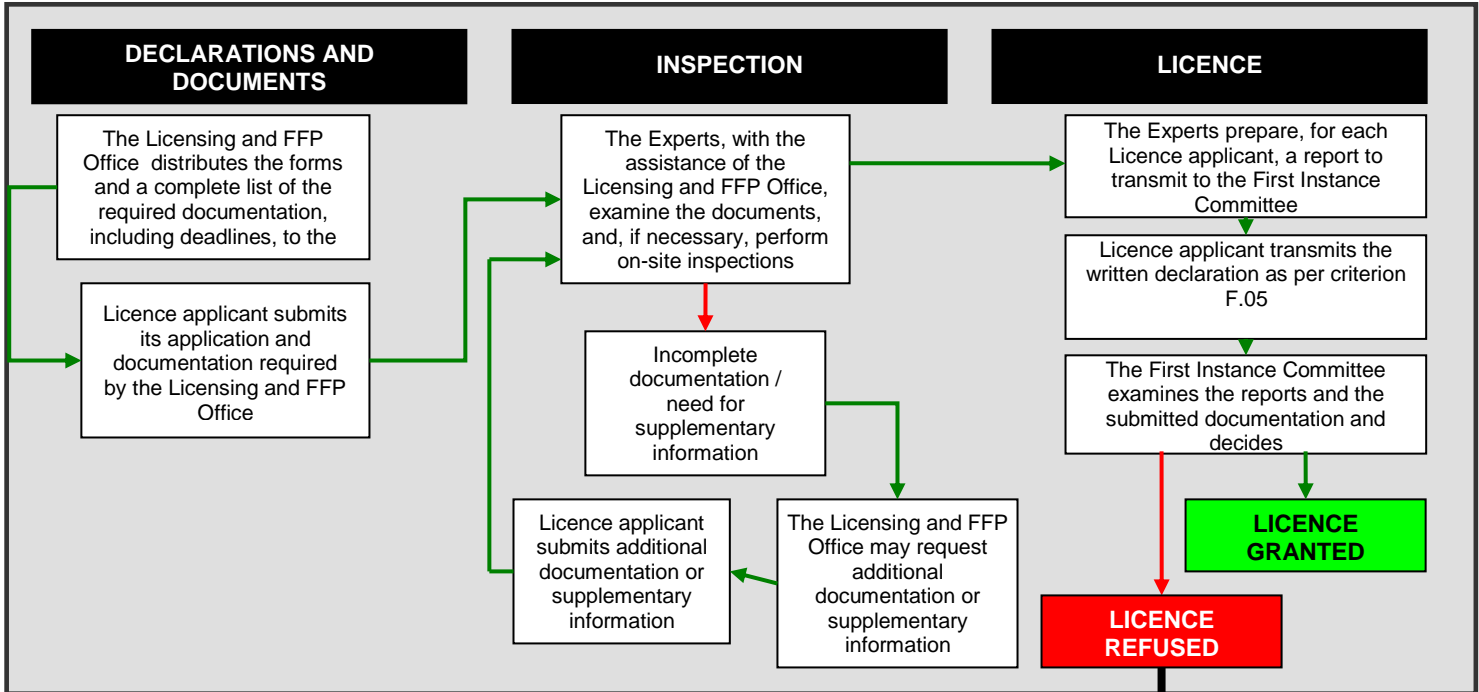 DECLARATIONS AND
DOCUMENTS
The Licensing and FFP
Office distributes the forms
and a complete list of the
required documentation,
including deadlines, to the
Licence applicant submits
its application and
documentation required
by the Licensing and FFP
Office
INSPECTION
The Experts, with the
assistance of the
Licensing and FFP Office,
examine the documents,
and, if necessary, perform
on-site inspections
Incomplete
documentation /
need for
supplementary
information
The Licensing and FFP
Office may request
additional
documentation or
supplementary
information
Licence applicant
submits additional
documentation or
supplementary
information
LICENCE
The Experts prepare, for each
Licence applicant, a report to
transmit to the First Instance
Committee
Licence applicant transmits the
written declaration as per criterion
F.05
The First Instance Committee
examines the reports and the
submitted documentation and
decides
LICENCE
GRANTED
LICENCE
REFUSED